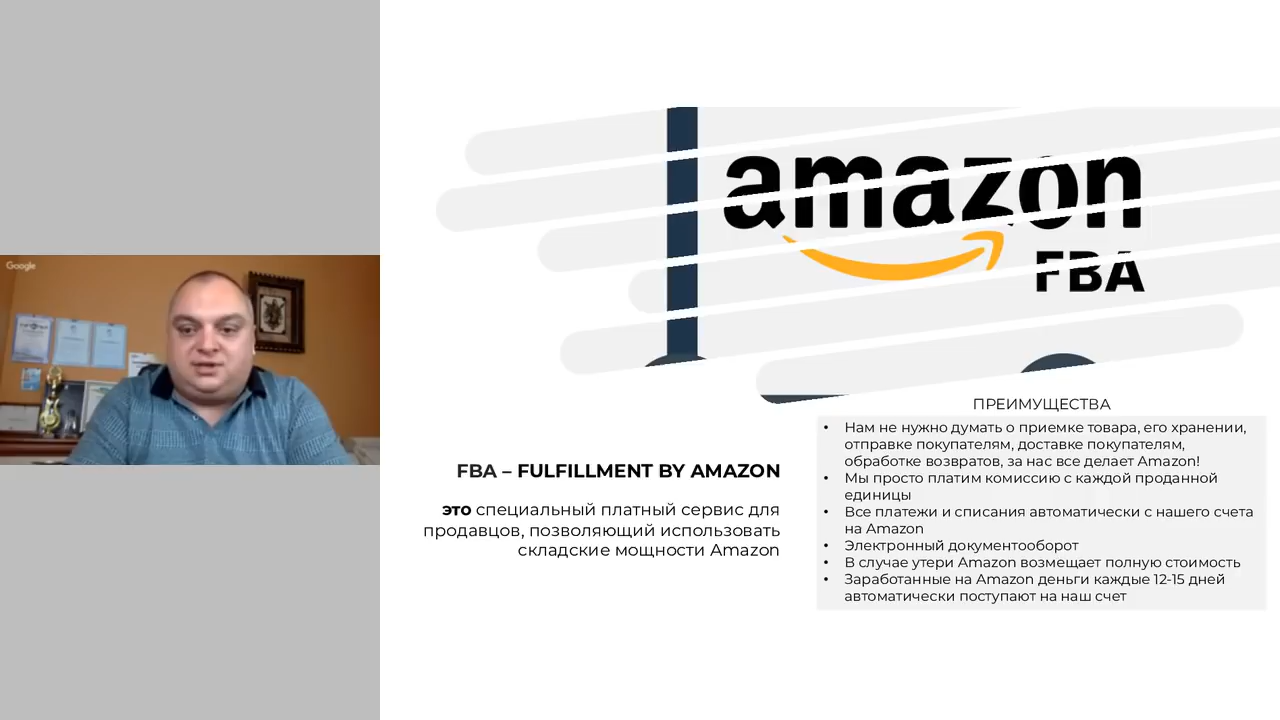 Google
amazon
FBA
FBA – FULFILLMENT BY AMAZON
это специальный платный сервис для
продавцов, позволяющий использовать
складские мощности Amazon
ПРЕИМУЩЕСТВА
• Нам не нужно думать о приемке товара, его хранении,
отправке покупателям, доставке покупателям,
обработке возвратов, за нас все делает Amazon!
• Мы просто платим комиссию с каждой проданной
единицы
• Все платежи и списания автоматически с нашего счета
на Amazon
• Электронный документооборот
• В случае утери Amazon возмещает полную стоимость
• Заработанные на Amazon деньги каждые 12-15 дней
автоматически поступают на наш счет